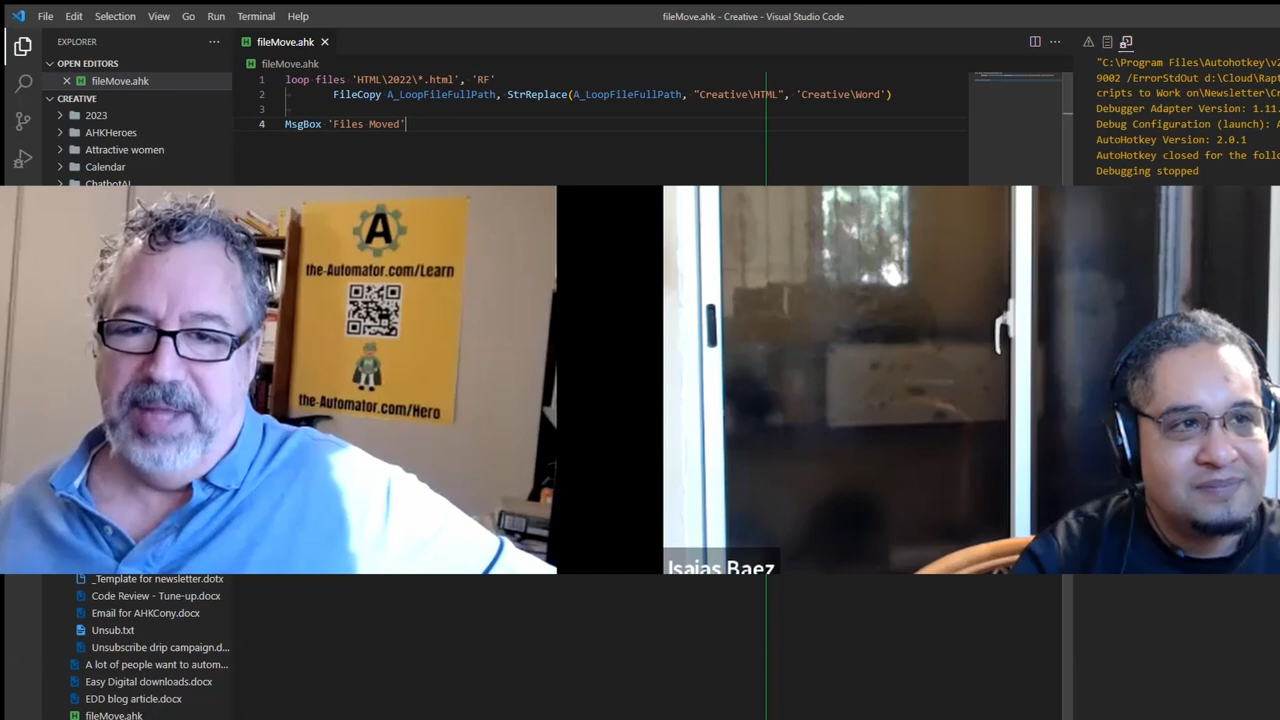 File Edit Selection View Go Run Terminal Help
fileMove.ahk - Creative - Visual Studio Code
EXPLORER
OPEN EDITORS
fileMove.ahk
CREATIVE
2023
AHKHeroes
Attractive women
Calendar
ChatbotAI
_Template for newsletter.dotx
Code Review - Tune-up.docx
Email for AHKCony.docx
Unsub.txt
Unsubscribe drip campaign.d...
A lot of people want to autom...
Easy Digital downloads.docx
EDD blog article.docx
fileMove.ahk
fileMove.ahk
fileMove.ahk
1 loop files 'HTML\2022\*.html', 'RF'
2 FileCopy A_LoopFileFullPath, StrReplace(A_LoopFileFullPath, "Creative\HTML", 'Creative\Word')
3
4 MsgBox 'Files Moved'
"C:\Program Files\Autohotkey\v2
9002 /ErrorStdOut d:\Cloud\Rapt
cripts to Work on\Newsletter\Cr
Debugger Adapter Version: 1.11.
Debug Configuration (launch): A
AutoHotkey Version: 2.0.1
AutoHotkey closed for the follo
Debugging stopped
A
the-Automator.com/Learn
the-Automator.com/Hero
Isaias Baez